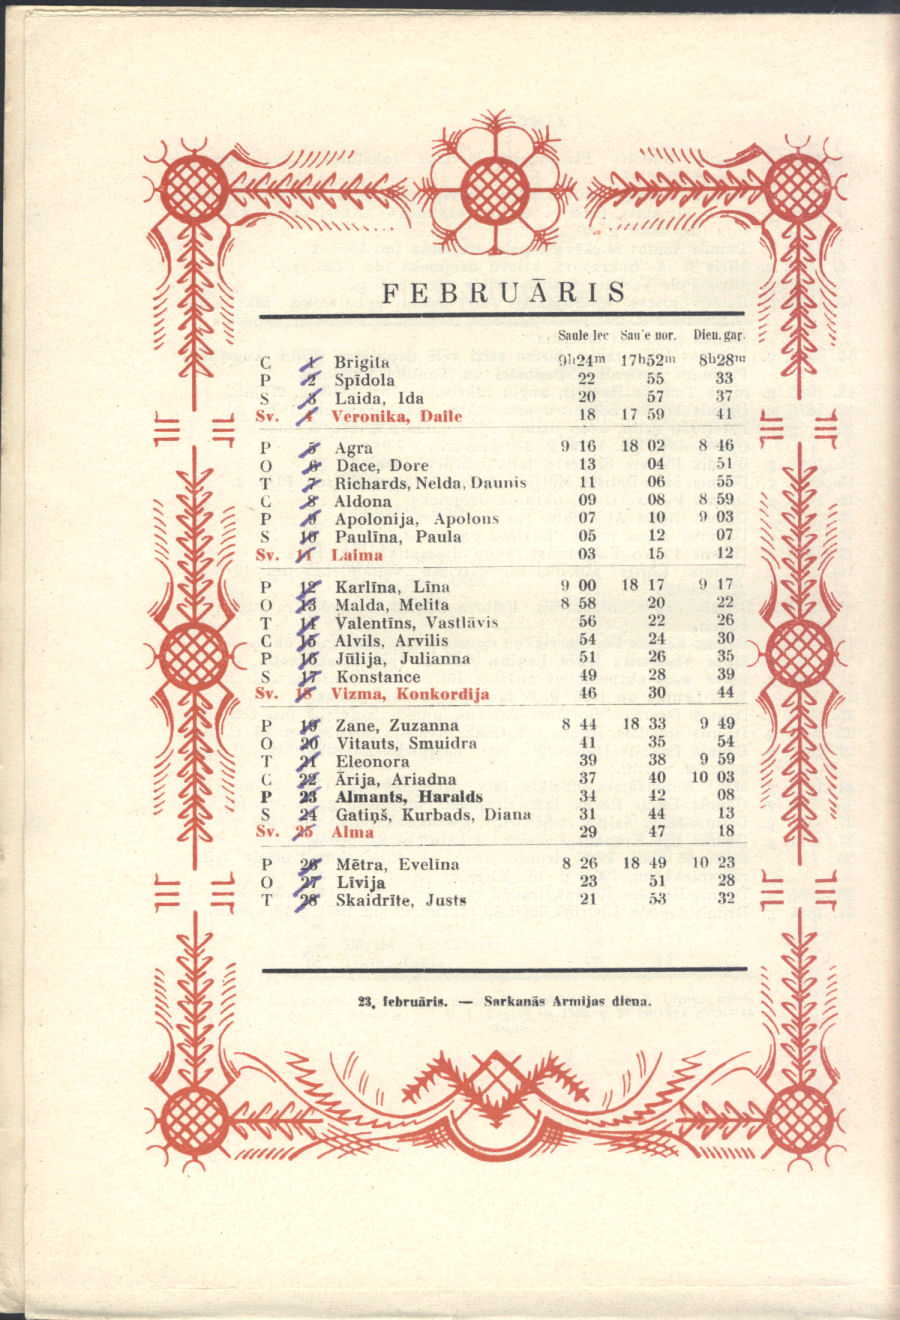 FEBRUĀRIS
Saule lec Saule nor. Dien. gaŗ.
C 1 Brigita 9h24m 17h52m 8h28m
P 2 Spīdola 22 55 33
S 3 Laida, Ida 20 57 37
Sv. 4 Veronika, Daile 18 17 59 41
P 5 Agra 9 16 18 02 8 46
O 6 Dace, Dore 13 04 51
T 7 Richards, Nelda, Daunis 11 06 55
C 8 Aldona 09 08 8 59
P 9 Apolonija, Apolons 07 10 9 03
S 10 Paulīna, Paula 05 12 07
Sv. 11 Laima 03 15 12
P 12 Karlīna, Līna 9 00 18 17 9 17
O 13 Malda, Melita 8 58 20 22
T 14 Valentīns, Vastlāvis 56 22 26
C 15 Alvils, Arvilis 54 24 30
P 16 Jūlija, Julianna 51 26 35
S 17 Konstance 49 28 39
Sv. 18 Vizma, Konkordija 46 30 44
P 19 Zane, Zuzanna 8 44 18 33 9 49
O 20 Vitauts, Smuidra 41 35 54
T 21 Eleonora 39 38 9 59
C 22 Ārija, Ariadna 37 40 10 03
P 23 Almants, Haralds 34 42 08
S 24 Gatiņš, Kurbads, Diana 31 44 13
Sv. 25 Alma 29 47 18
P 26 Mētra, Evelīna 8 26 18 49 10 23
O 27 Līvija 23 51 28
T 28 Skaidrīte, Justs 21 53 32
23. februāris. — Sarkanās Armijas diena.